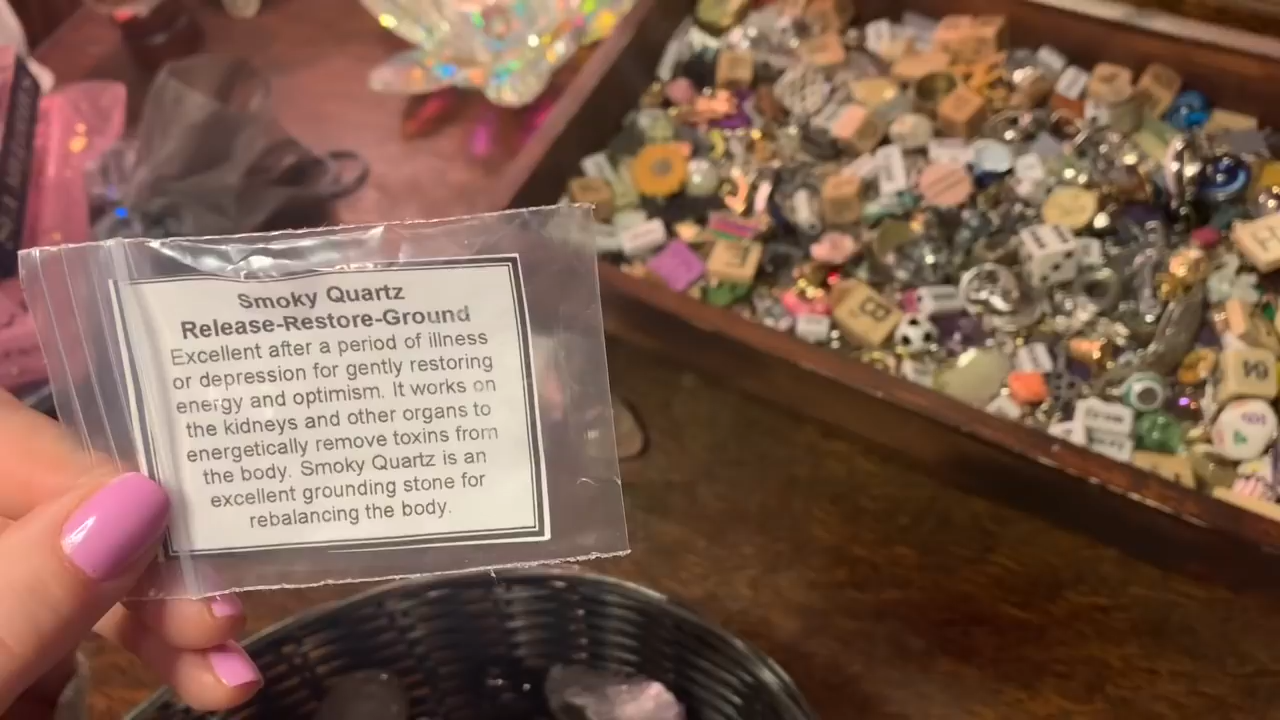 Smoky Quartz
Release-Restore-Ground
Excellent after a period of illness
or depression for gently restoring
energy and optimism. It works on
the kidneys and other organs to
energetically remove toxins from
the body. Smoky Quartz is an
excellent grounding stone for
rebalancing the body.